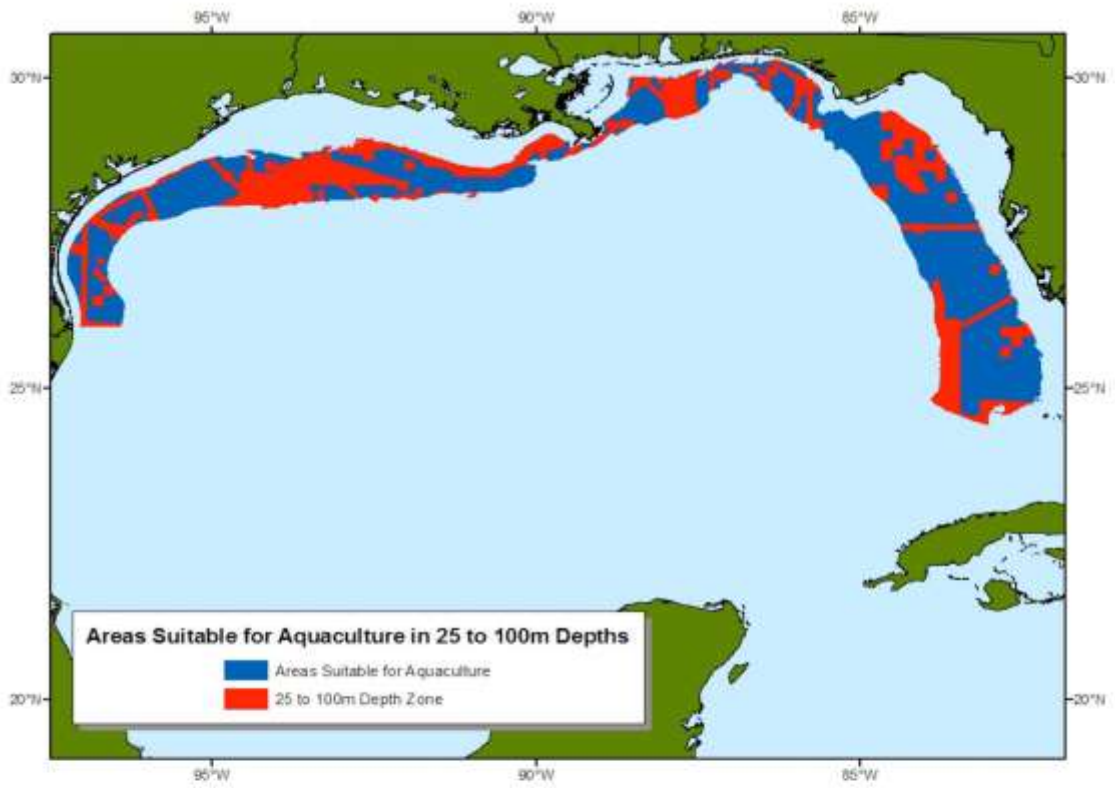 95°W 90°W 85°W
30°N 30°N
25°N 25°N
Areas Suitable for Aquaculture in 25 to 100m Depths
Areas Suitable for Aquaculture
25 to 100m Depth Zone
20°N 20°N
95°W 90°W 85°W